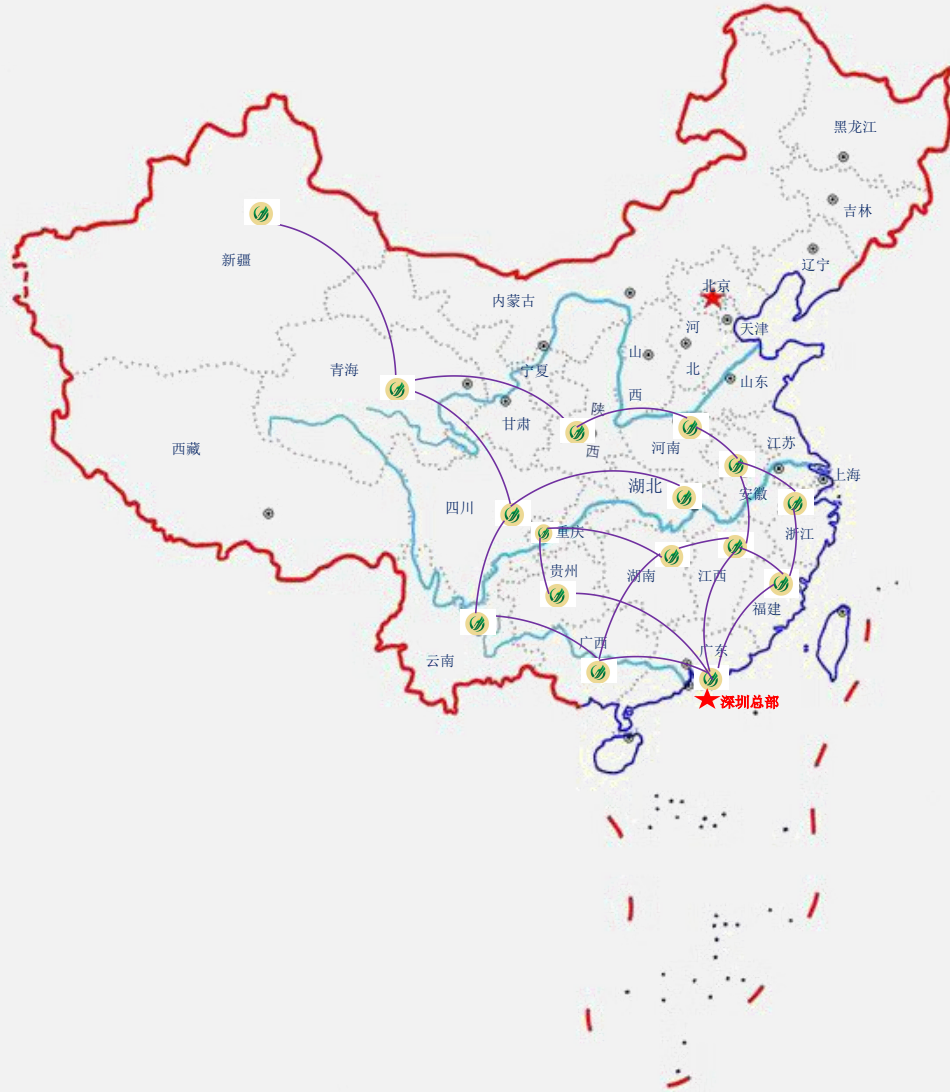 黑龙江
吉林
新疆
辽宁
北京
内蒙古
天津
河北
山西
宁夏
青海
山东
陕西
甘肃
河南
江苏
西藏
上海
湖北
安徽
四川
浙江
重庆
贵州
湖南
江西
福建
广西
广东
云南
深圳总部